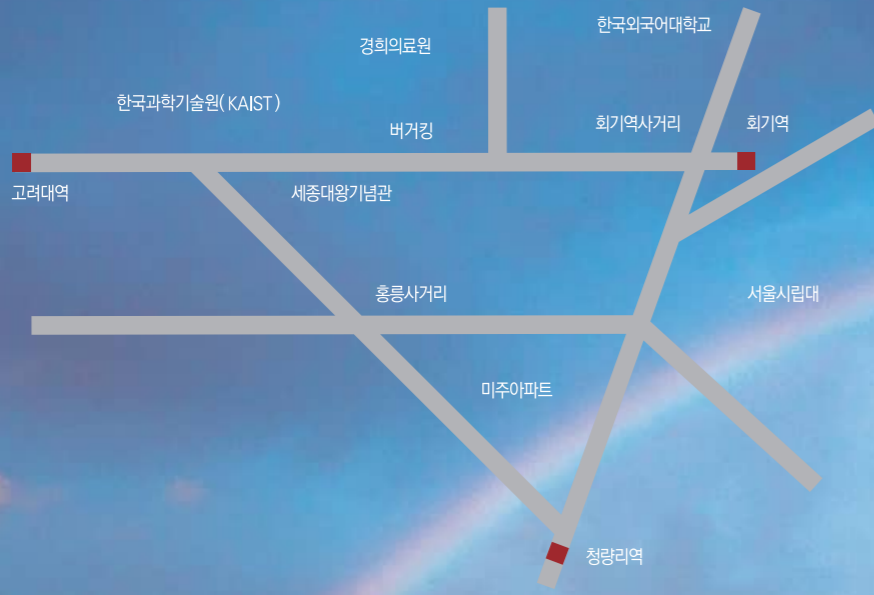 한국외국어대학교
경희의료원
한국과학기술원( KAIST )
버거킹
회기역사거리
회기역
고려대역
세종대왕기념관
홍릉사거리
서울시립대
미주아파트
청량리역